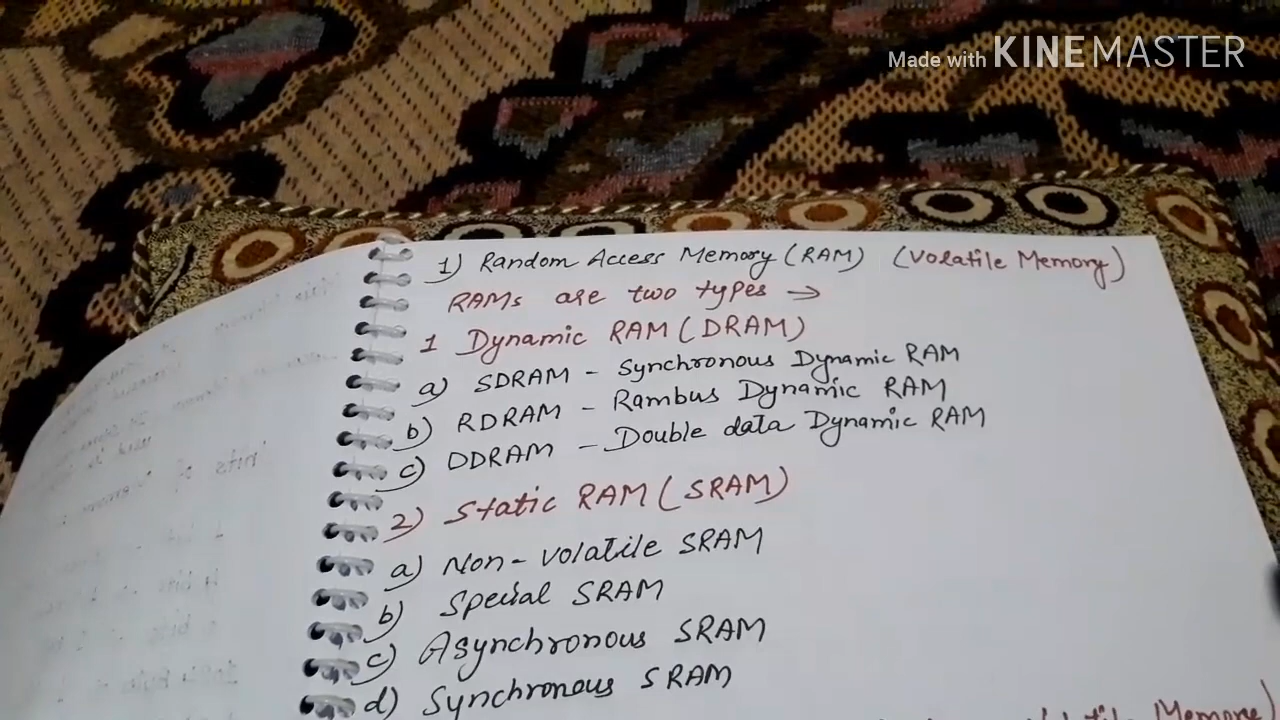 Made with KINEMASTER
1) Random Access Memory (RAM) (Volatile Memory)
RAMs are two types →
1 Dynamic RAM (DRAM)
a) SDRAM - Synchronous Dynamic RAM
b) RDRAM - Rambus Dynamic RAM
c) DDRAM - Double data Dynamic RAM
2) Static RAM (SRAM)
a) Non-volatile SRAM
b) Special SRAM
c) Asynchronous SRAM
d) Synchronous SRAM
Memory)